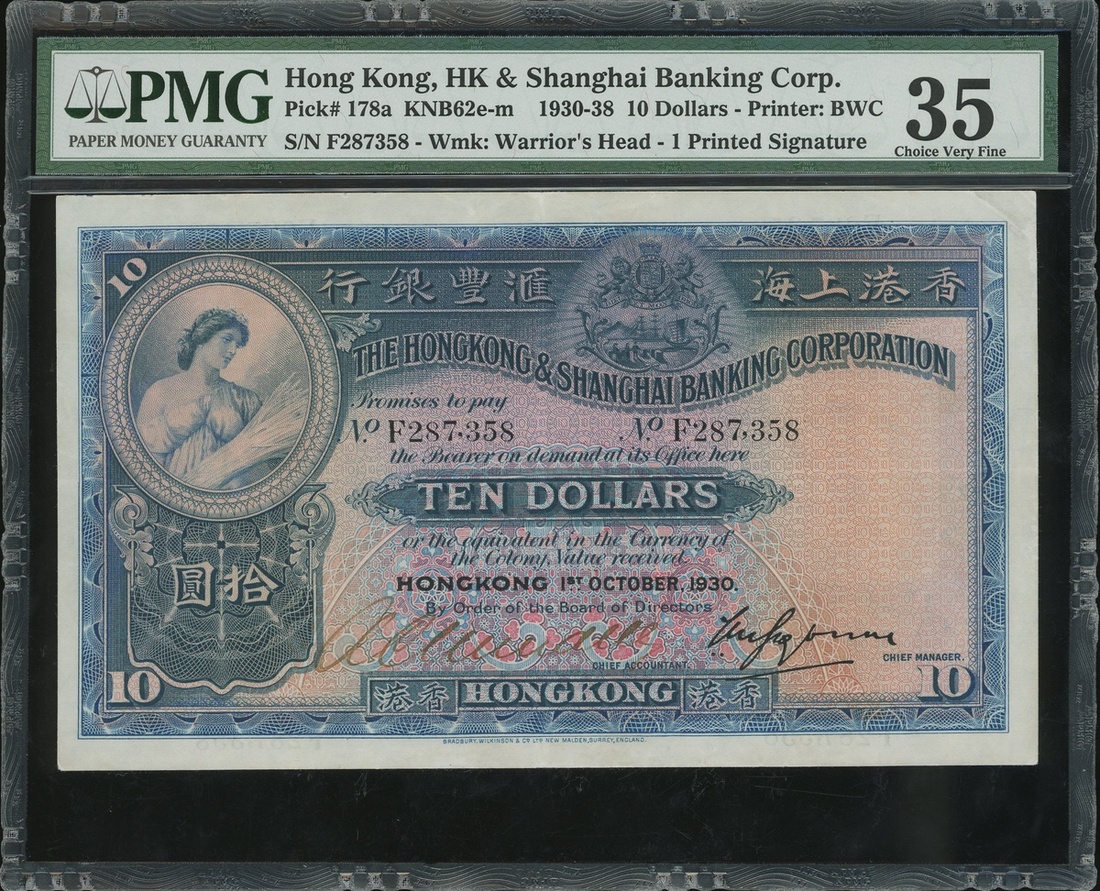 PMG
PAPER MONEY GUARANTY
Hong Kong, HK & Shanghai Banking Corp.
Pick# 178a KNB62e-m 1930-38 10 Dollars - Printer: BWC
S/N F287358 - Wmk: Warrior's Head - 1 Printed Signature
35
Choice Very Fine
10
行銀豐滙 海上港香
THE HONGKONG & SHANGHAI BANKING CORPORATION
Promises to pay
No. F287,358 No. F287,358
the Bearer on demand at its Office here
TEN DOLLARS
or the equivalent in the Currency of
the Colony, Value received.
圓拾
HONGKONG 1ST OCTOBER, 1930.
By Order of the Board of Directors
CHIEF ACCOUNTANT.
CHIEF MANAGER.
10 港香 HONGKONG 港香 10
BRADBURY, WILKINSON & CO LTD NEW MALDEN, SURREY, ENGLAND.